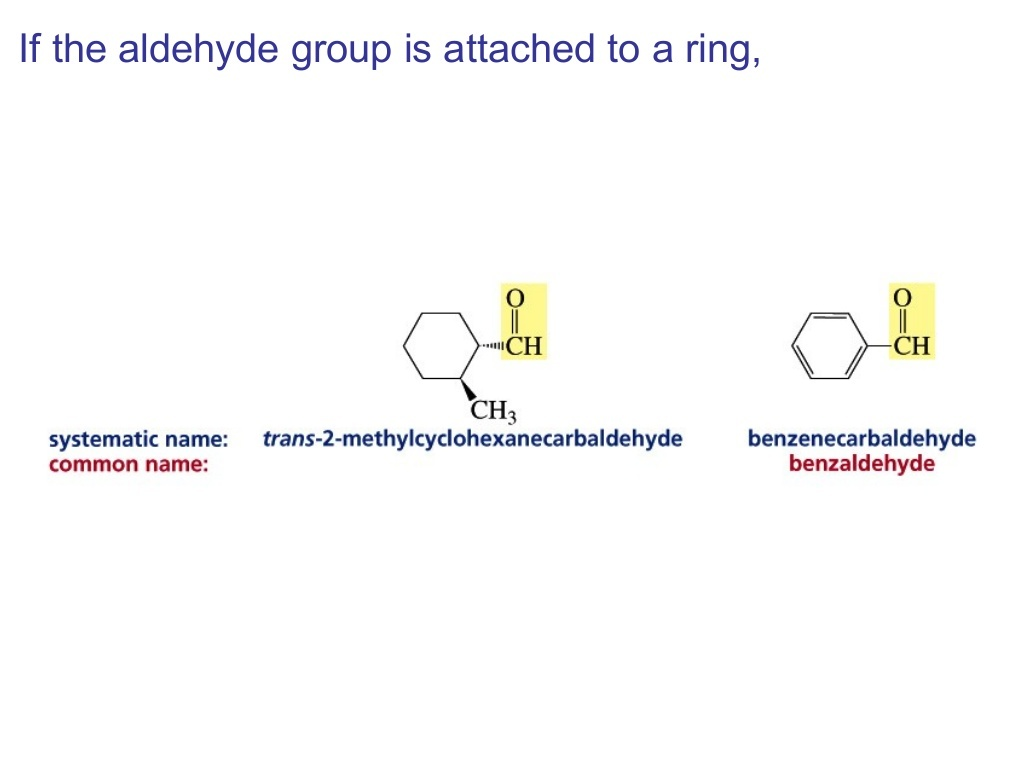 If the aldehyde group is attached to a ring,
O
CH
CH₃
O
CH
systematic name: trans-2-methylcyclohexanecarbaldehyde benzenecarbaldehyde
common name: benzaldehyde